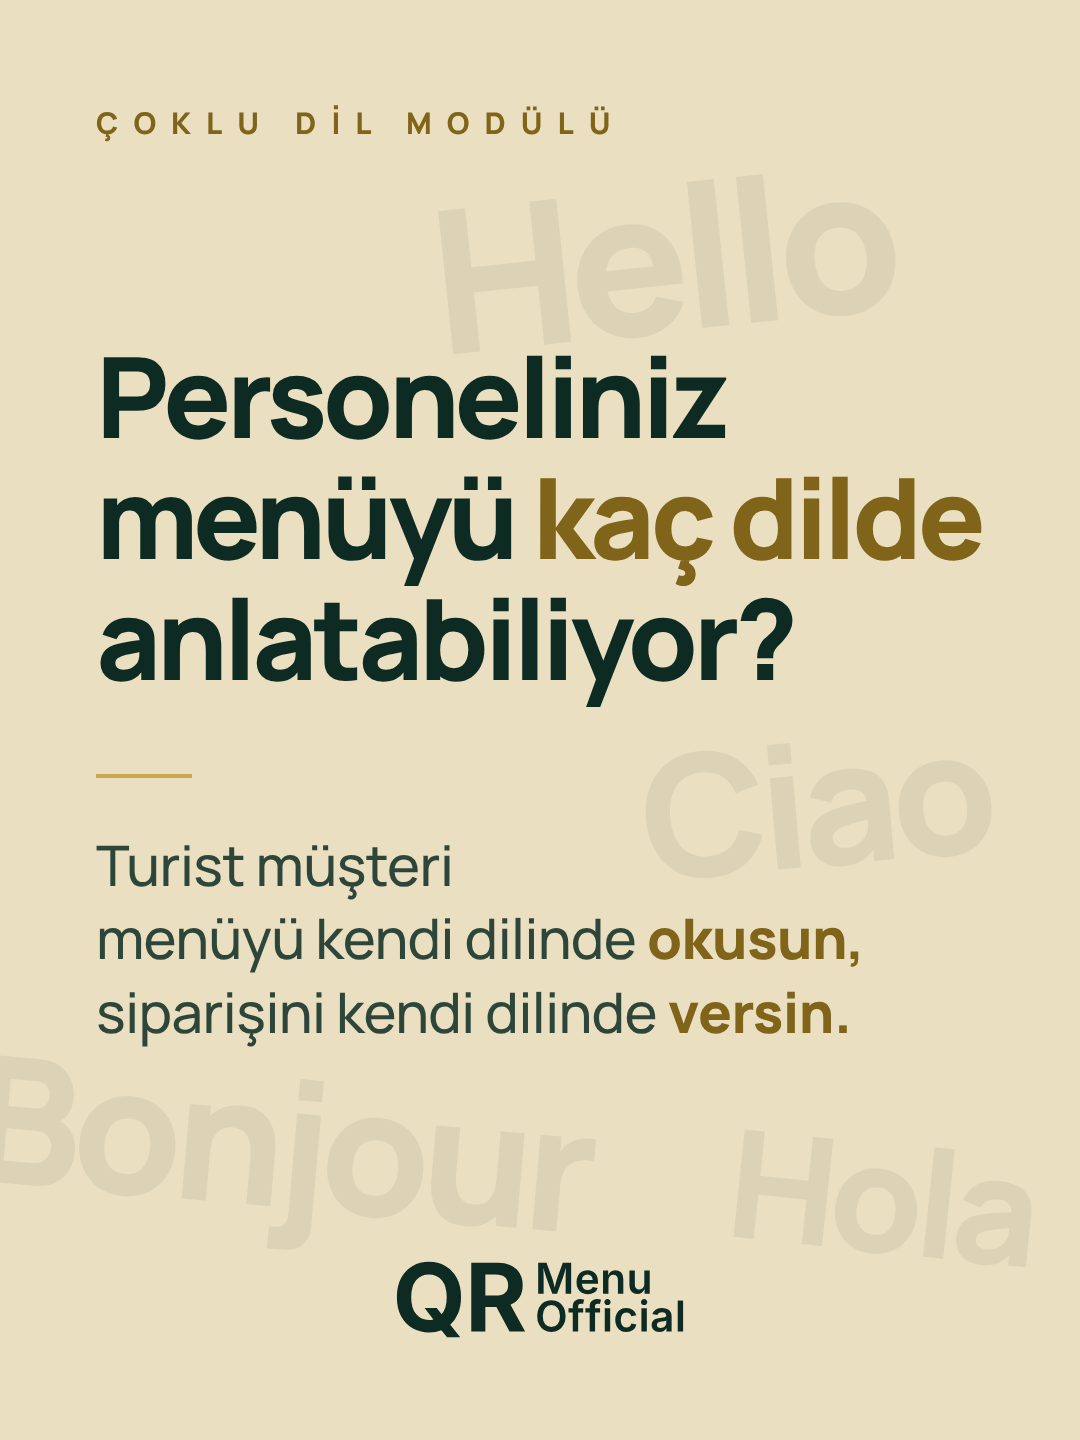 ÇOKLU DİL MODÜLÜ
Hello
Personeliniz
menüyü kaç dilde
anlatabiliyor?
Ciao
Turist müşteri
menüyü kendi dilinde okusun,
siparişini kendi dilinde versin.
Bonjour
Hola
QR Menu
Official